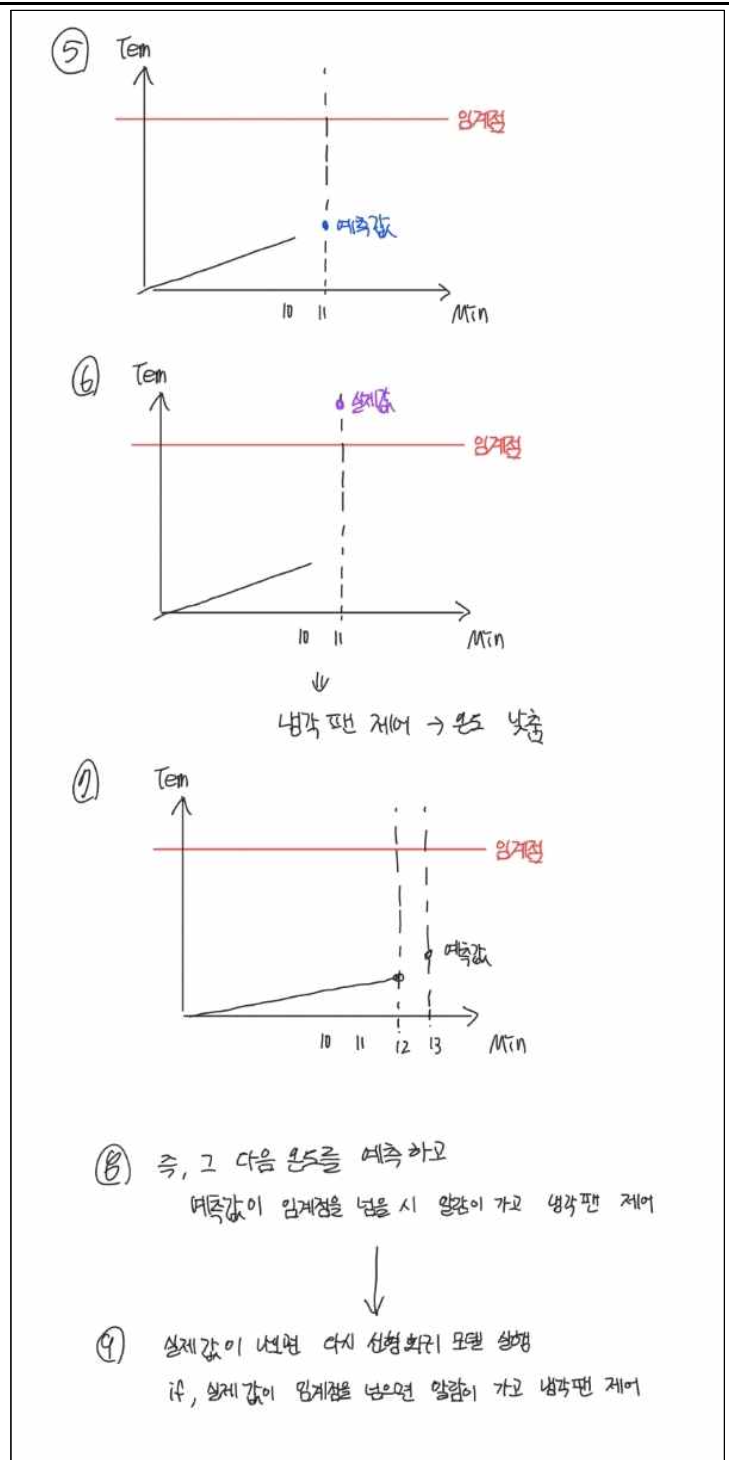 ⑤ Tem
임계점
예측값
10 11 Min
⑥ Tem
실제값
임계점
10 11 Min
냉각 팬 제어 → 온도 낮춤
⑦ Tem
임계점
예측값
10 11 12 13 Min
⑧ 즉, 그 다음 온도를 예측하고
예측값이 임계점을 넘을 시 알람이 가고 냉각팬 제어
⑨ 실제값이 나오면 다시 선형회귀 모델 실행
if, 실제값이 임계점을 넘으면 알람이 가고 냉각팬 제어